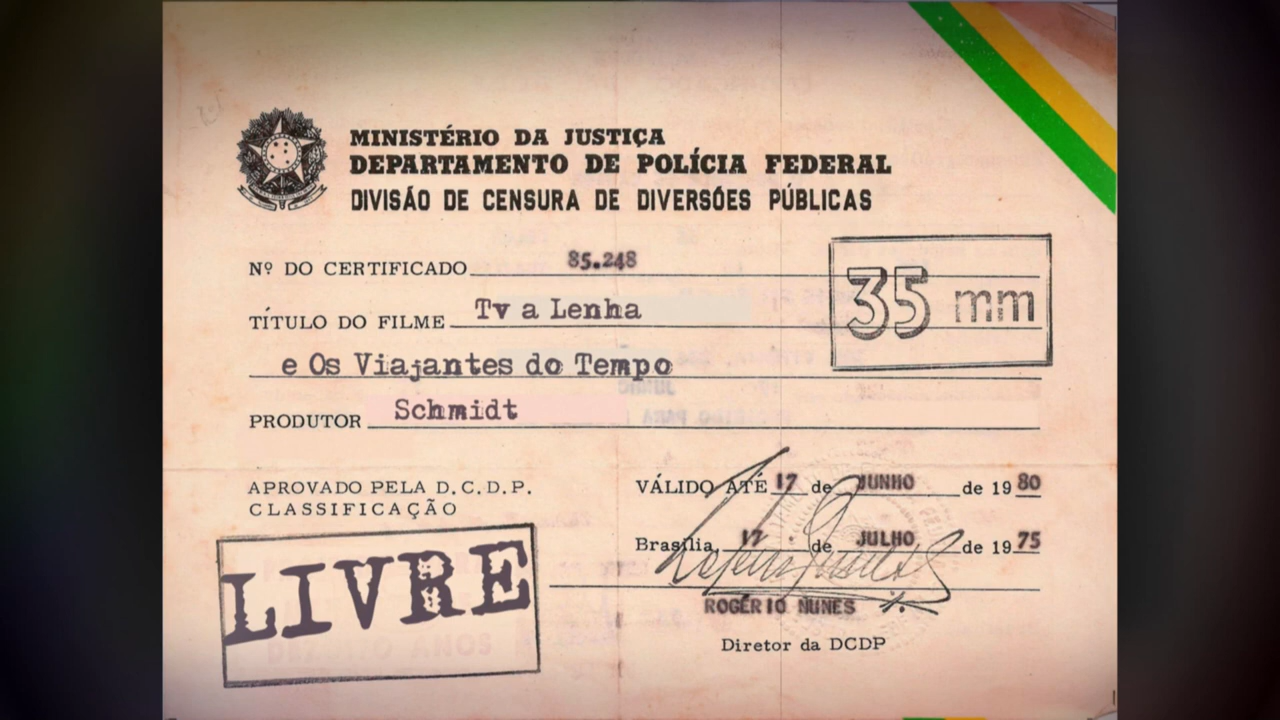 MINISTÉRIO DA JUSTIÇA
DEPARTAMENTO DE POLÍCIA FEDERAL
DIVISÃO DE CENSURA DE DIVERSÕES PÚBLICAS
Nº DO CERTIFICADO 85.248
35 mm
TÍTULO DO FILME Tv a Lenha
e Os Viajantes do Tempo
PRODUTOR Schmidt
APROVADO PELA D.C.D.P.
CLASSIFICAÇÃO
LIVRE
VÁLIDO ATÉ 17 de JUNHO de 1980
Brasília 17 de JULHO de 1975
ROGÉRIO NUNES
Diretor da DCDP